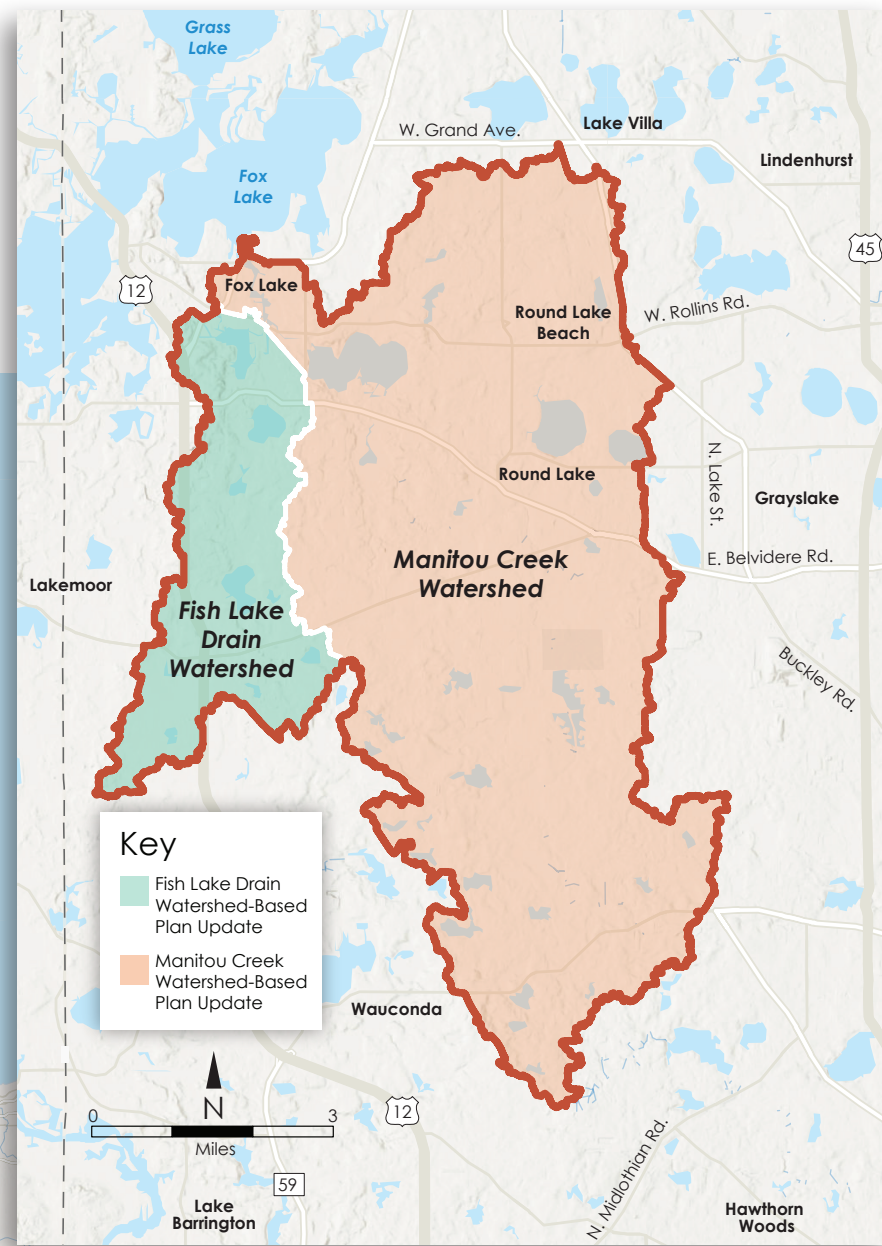 Grass
Lake
Lake Villa
W. Grand Ave.
Lindenhurst
Fox
Lake
45
12
Fox Lake
Round Lake
Beach
W. Rollins Rd.
N. Lake St.
Round Lake
Grayslake
E. Belvidere Rd.
Manitou Creek
Watershed
Lakemoor
Fish Lake
Drain
Watershed
Buckley Rd.
Key
Fish Lake Drain
Watershed-Based
Plan Update
Manitou Creek
Watershed-Based
Plan Update
Wauconda
N
0
3
Miles
12
59
N. Midlothian Rd.
Lake
Barrington
Hawthorn
Woods